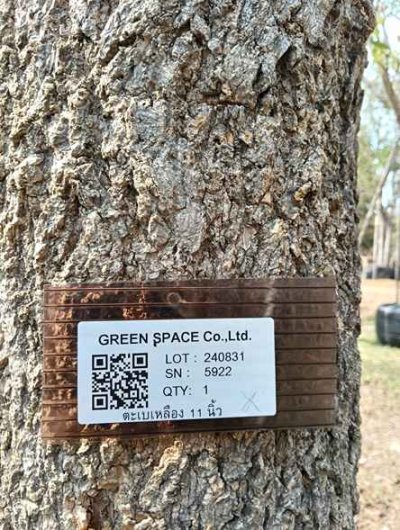 GREEN SPACE Co.,Ltd.
LOT : 240831
SN : 5922
QTY: 1
ตะเบเหลือง 11 นิ้ว